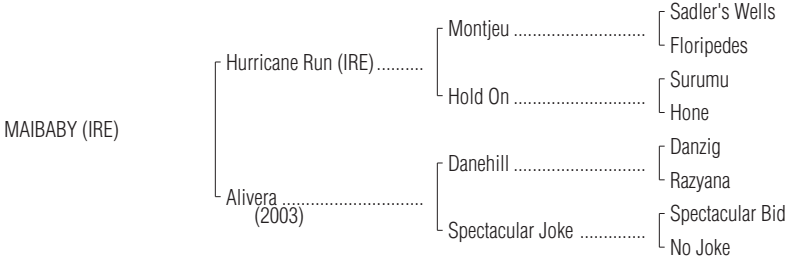 Sadler's Wells
Montjeu ............................
Floripedes
Hurricane Run (IRE) ..........
Surumu
Hold On ............................
Hone
MAIBABY (IRE)
Danzig
Danehill ............................
Razyana
Alivera ..............................
(2003)
Spectacular Bid
Spectacular Joke ..............
No Joke